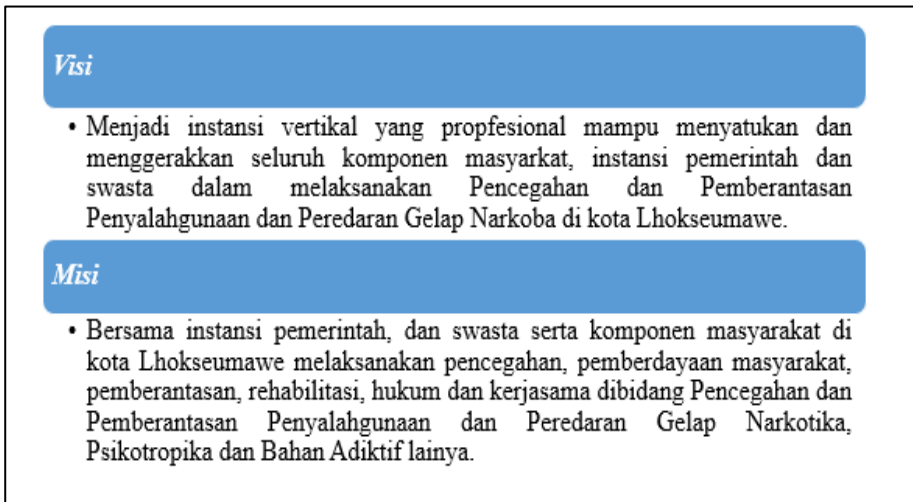 Visi
• Menjadi instansi vertikal yang propfesional mampu menyatukan dan
menggerakkan seluruh komponen masyarkat, instansi pemerintah dan
swasta dalam melaksanakan Pencegahan dan Pemberantasan
Penyalahgunaan dan Peredaran Gelap Narkoba di kota Lhokseumawe.
Misi
• Bersama instansi pemerintah, dan swasta serta komponen masyarakat di
kota Lhokseumawe melaksanakan pencegahan, pemberdayaan masyarakat,
pemberantasan, rehabilitasi, hukum dan kerjasama dibidang Pencegahan dan
Pemberantasan Penyalahgunaan dan Peredaran Gelap Narkotika,
Psikotropika dan Bahan Adiktif lainya.